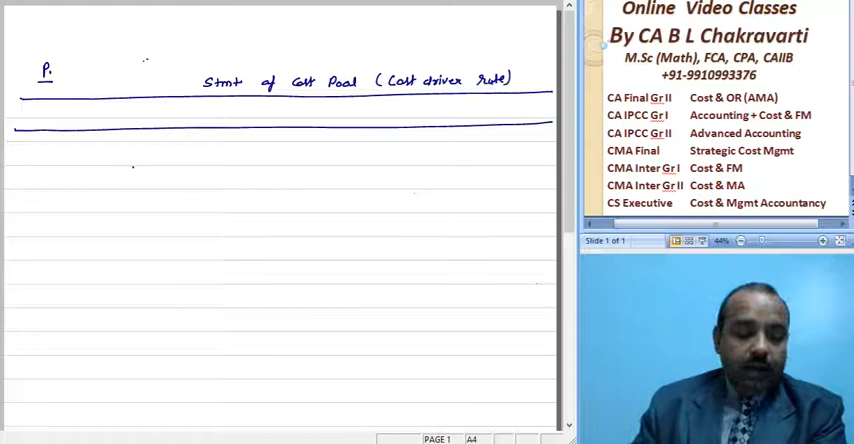 Online Video Classes
By CA B L Chakravarti
M.Sc (Math), FCA, CPA, CAIIB
+91-9910993376
P.
Stmt of Cost Pool (Cost driver rate)
CA Final Gr II Cost & OR (AMA)
CA IPCC Gr I Accounting + Cost & FM
CA IPCC Gr II Advanced Accounting
CMA Final Strategic Cost Mgmt
CMA Inter Gr I Cost & FM
CMA Inter Gr II Cost & MA
CS Executive Cost & Mgmt Accountancy
Slide 1 of 1 44%
PAGE 1 A4